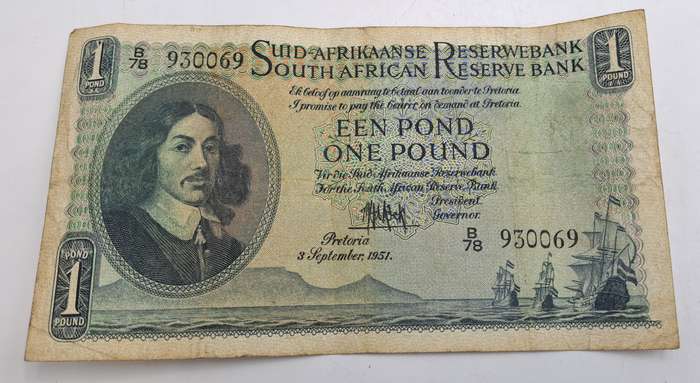 1
POND
B/78 930069
SUID-AFRIKAANSE RESERWEBANK
SOUTH AFRICAN RESERVE BANK
1
POUND
Ek beloof op aanvraag te betaal aan toonder te Pretoria
I promise to pay the bearer on demand at Pretoria.
EEN POND
ONE POUND
Vir die Suid Afrikaanse Reserwebank
For the South African Reserve Bank
President
Governor.
Pretoria
3 September, 1951.
B/78 930069
POND
1
POUND